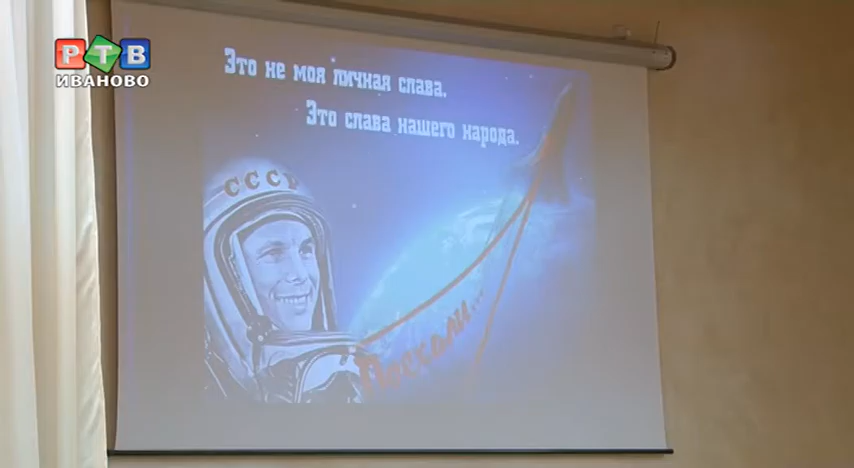 РТВ
ИВАНОВО
Это не моя личная слава.
Это слава нашего народа.
СССР
Поехали...